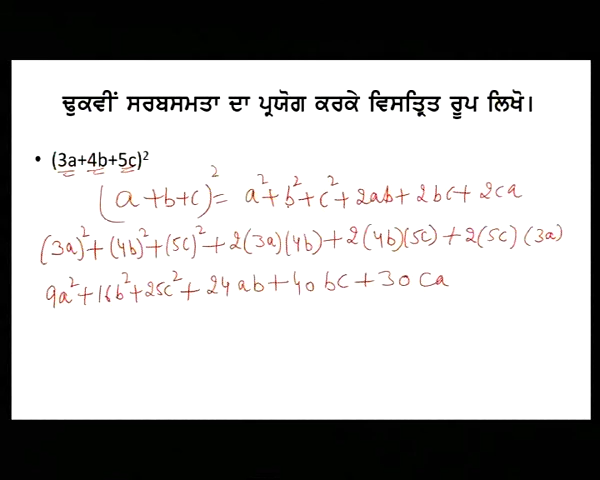 ਢੁਕਵੀਂ ਸਰਬਸਮਤਾ ਦਾ ਪ੍ਰਯੋਗ ਕਰਕੇ ਵਿਸਤ੍ਰਿਤ ਰੂਪ ਲਿਖੋ।
• (3a+4b+5c)²
(a+b+c)² = a²+b²+c²+2ab+2bc+2ca
(3a)²+(4b)²+(5c)²+2(3a)(4b)+2(4b)(5c)+2(5c)(3a)
9a²+16b²+25c²+24ab+40bc+30ca